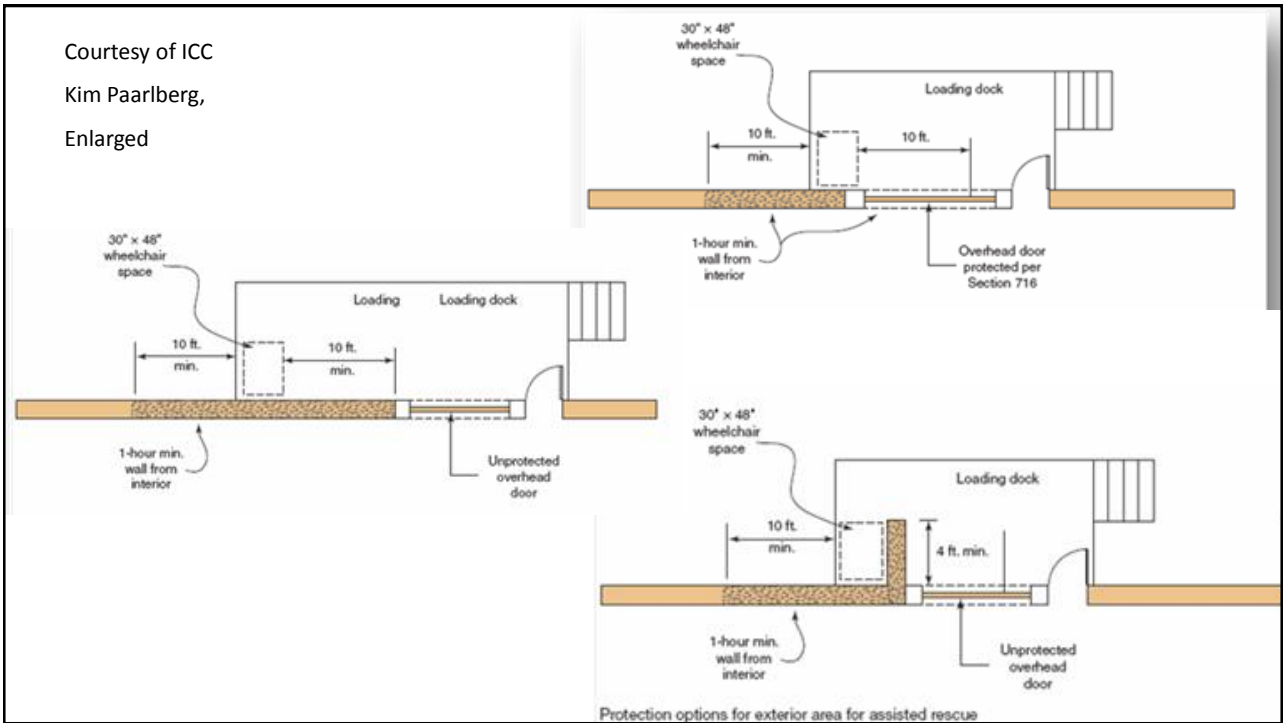 Courtesy of ICC
Kim Paarlberg,
Enlarged
30" × 48"
wheelchair
space
Loading dock
10 ft.
min.
10 ft.
1-hour min.
wall from
interior
Overhead door
protected per
Section 716
30" × 48"
wheelchair
space
Loading
Loading dock
10 ft.
min.
10 ft.
min.
1-hour min.
wall from
interior
Unprotected
overhead
door
30" × 48"
wheelchair
space
Loading dock
10 ft.
min.
4 ft. min.
1-hour min.
wall from
interior
Unprotected
overhead
door
Protection options for exterior area for assisted rescue